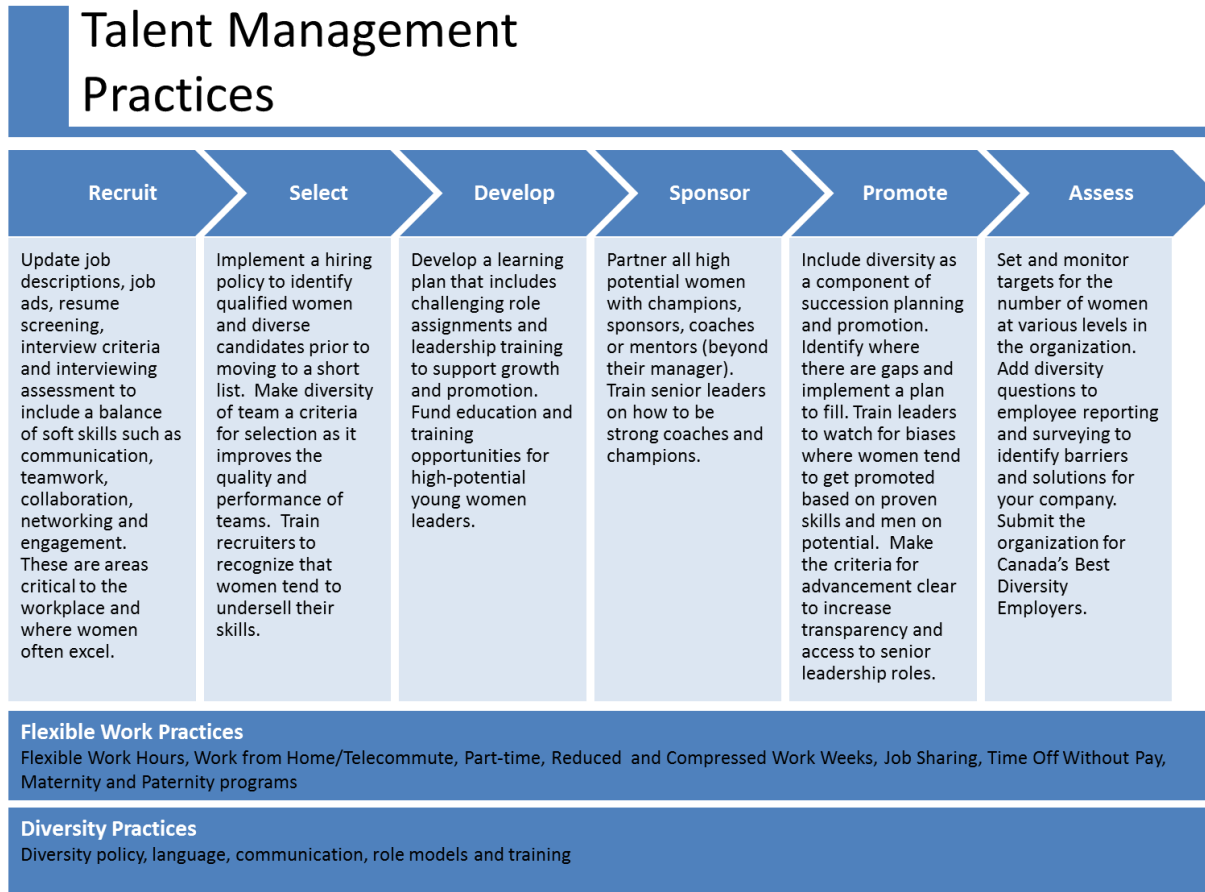 Talent Management
Practices
Recruit
Select
Develop
Sponsor
Promote
Assess
Update job
descriptions, job
ads, resume
screening,
interview criteria
and interviewing
assessment to
include a balance
of soft skills such as
communication,
teamwork,
collaboration,
networking and
engagement.
These are areas
critical to the
workplace and
where women
often excel.
Implement a hiring
policy to identify
qualified women
and diverse
candidates prior to
moving to a short
list.  Make diversity
of team a criteria
for selection as it
improves the
quality and
performance of
teams.  Train
recruiters to
recognize that
women tend to
undersell their
skills.
Develop a learning
plan that includes
challenging role
assignments and
leadership training
to support growth
and promotion.
Fund education and
training
opportunities for
high-potential
young women
leaders.
Partner all high
potential women
with champions,
sponsors, coaches
or mentors (beyond
their manager).
Train senior leaders
on how to be
strong coaches and
champions.
Include diversity as
a component of
succession planning
and promotion.
Identify where
there are gaps and
implement a plan
to fill. Train leaders
to watch for biases
where women tend
to get promoted
based on proven
skills and men on
potential.  Make
the criteria for
advancement clear
to increase
transparency and
access to senior
leadership roles.
Set and monitor
targets for the
number of women
at various levels in
the organization.
Add diversity
questions to
employee reporting
and surveying to
identify barriers
and solutions for
your company.
Submit the
organization for
Canada's Best
Diversity
Employers.
Flexible Work Practices
Flexible Work Hours, Work from Home/Telecommute, Part-time, Reduced  and Compressed Work Weeks, Job Sharing, Time Off Without Pay,
Maternity and Paternity programs
Diversity Practices
Diversity policy, language, communication, role models and training